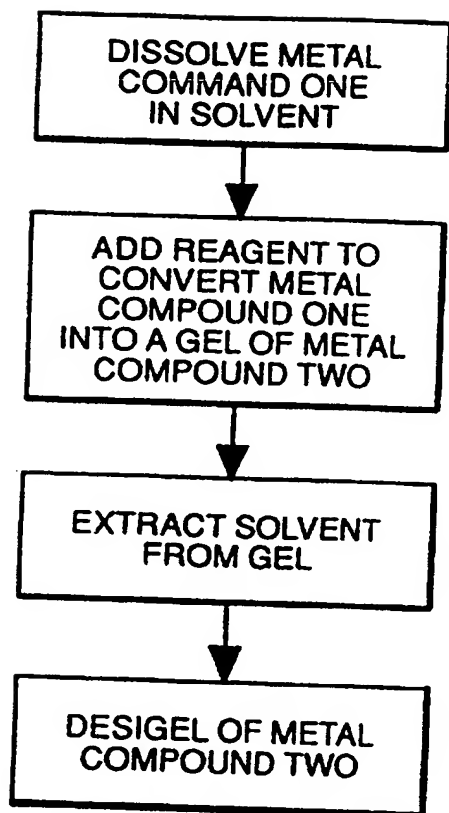 DISSOLVE METAL
COMMAND ONE
IN SOLVENT
ADD REAGENT TO
CONVERT METAL
COMPOUND ONE
INTO A GEL OF METAL
COMPOUND TWO
EXTRACT SOLVENT
FROM GEL
DESIGEL OF METAL
COMPOUND TWO